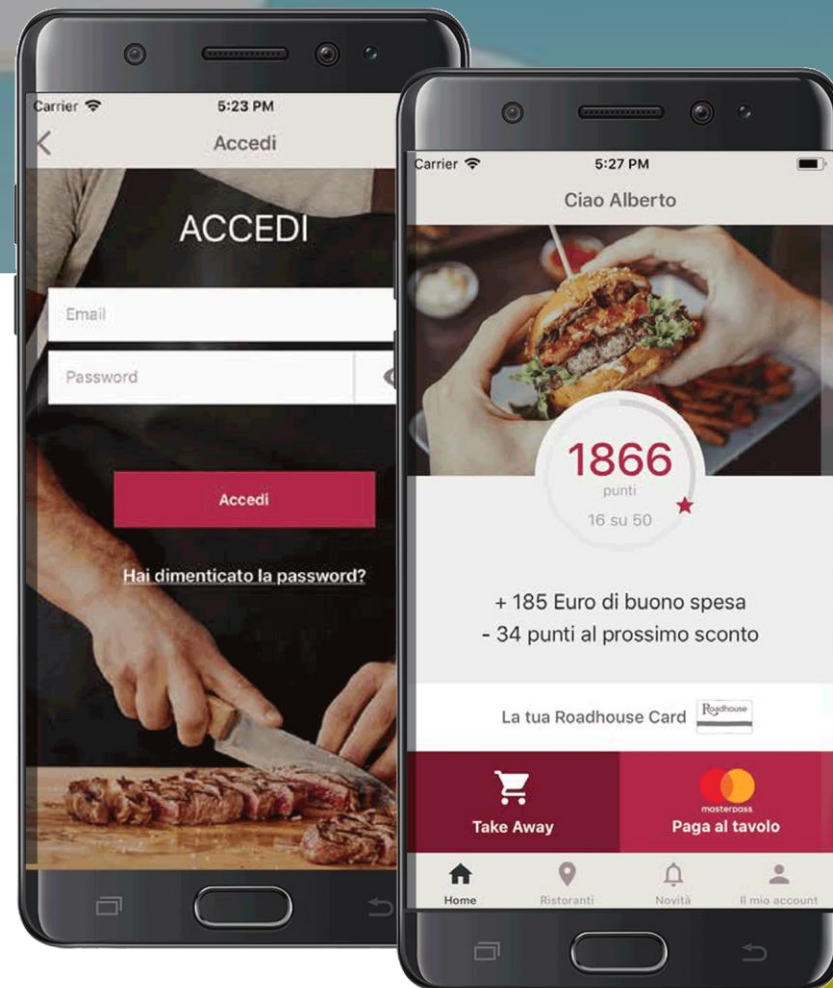 Carrier
5:23 PM
Accedi
ACCEDI
Email
Password
Accedi
Hai dimenticato la password?
Carrier
5:27 PM
Ciao Alberto
1866
punti
16 su 50
+ 185 Euro di buono spesa
- 34 punti al prossimo sconto
La tua Roadhouse Card
Roadhouse
masterpass
Take Away
Paga al tavolo
Home
Ristoranti
Novità
Il mio account